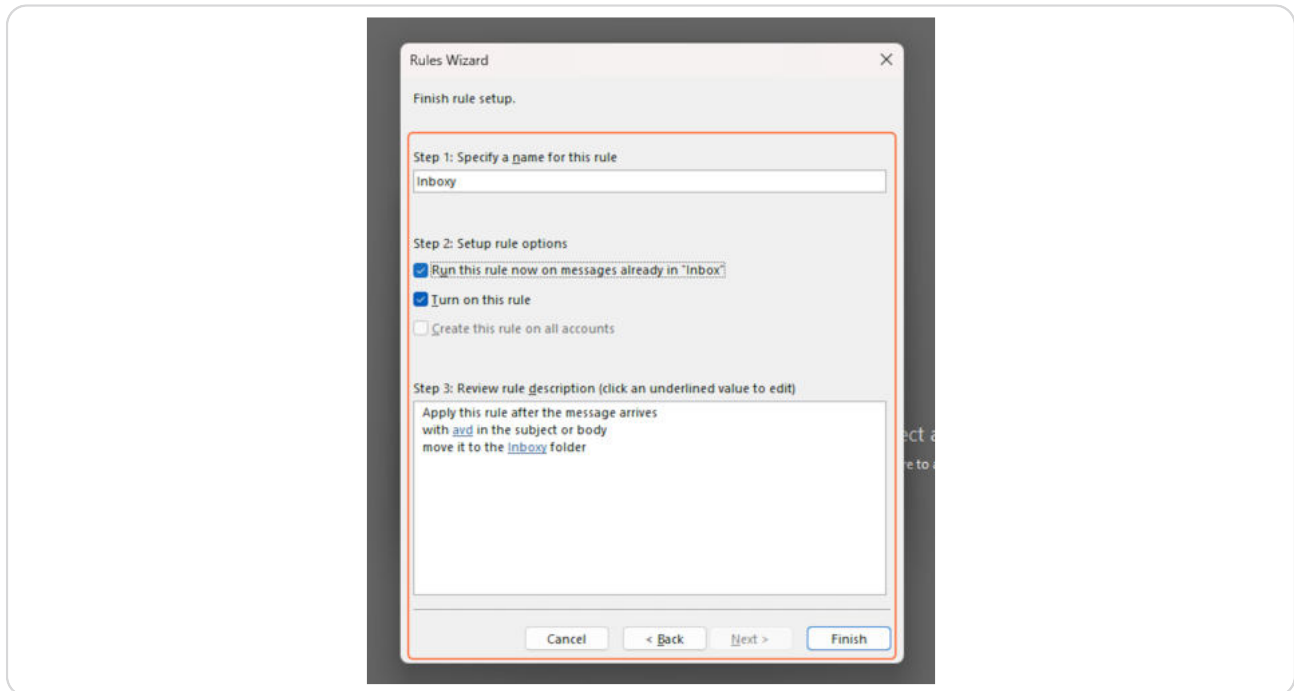 Rules Wizard
Finish rule setup.
Step 1: Specify a name for this rule
Inboxy
Step 2: Setup rule options
Run this rule now on messages already in "Inbox"
Turn on this rule
Create this rule on all accounts
Step 3: Review rule description (click an underlined value to edit)
Apply this rule after the message arrives
with avd in the subject or body
move it to the Inboxy folder
ect a
re to a
Cancel < Back Next > Finish